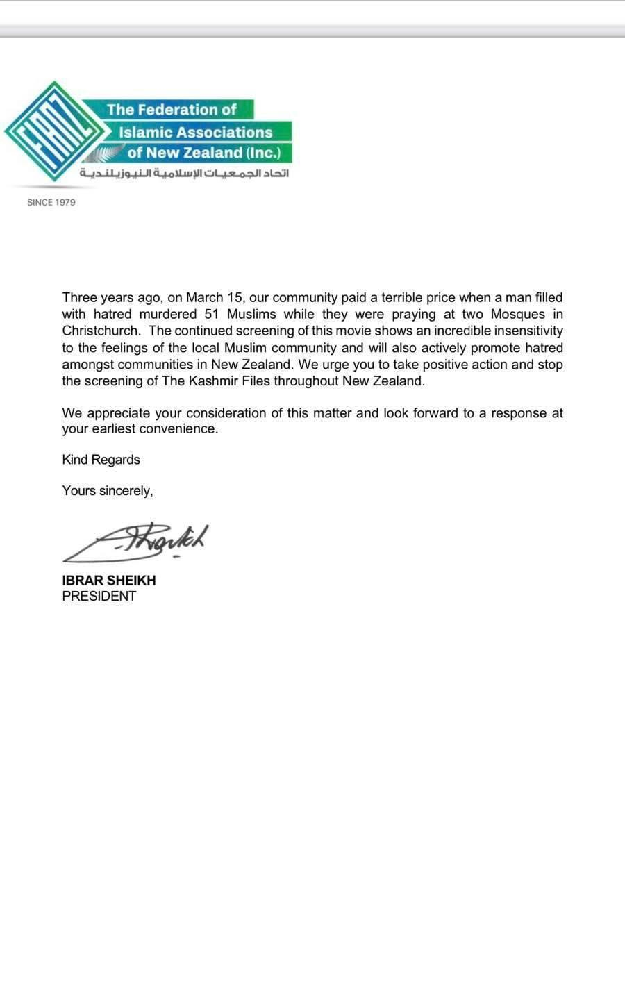 FIANZ
The Federation of
Islamic Associations
of New Zealand (Inc.)
اتحاد الجمعيات الإسلامية النيوزيلندية
SINCE 1979
Three years ago, on March 15, our community paid a terrible price when a man filled
with hatred murdered 51 Muslims while they were praying at two Mosques in
Christchurch. The continued screening of this movie shows an incredible insensitivity
to the feelings of the local Muslim community and will also actively promote hatred
amongst communities in New Zealand. We urge you to take positive action and stop
the screening of The Kashmir Files throughout New Zealand.
We appreciate your consideration of this matter and look forward to a response at
your earliest convenience.
Kind Regards
Yours sincerely,
IBRAR SHEIKH
PRESIDENT